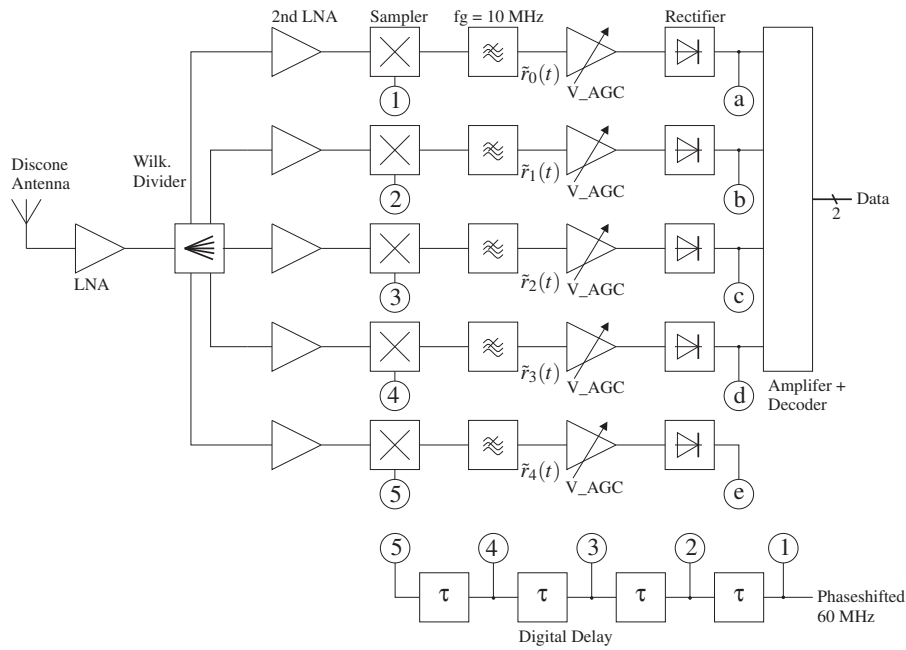 2nd LNA
Sampler
fg = 10 MHz
Rectifier
r̃₀(t)
V_AGC
1
a
Wilk.
Divider
Discone
Antenna
r̃₁(t)
V_AGC
2
b
Data
2
LNA
r̃₂(t)
V_AGC
3
c
r̃₃(t)
V_AGC
4
d
Amplifer +
Decoder
r̃₄(t)
V_AGC
5
e
5
4
3
2
1
τ
τ
τ
τ
Phaseshifted
60 MHz
Digital Delay